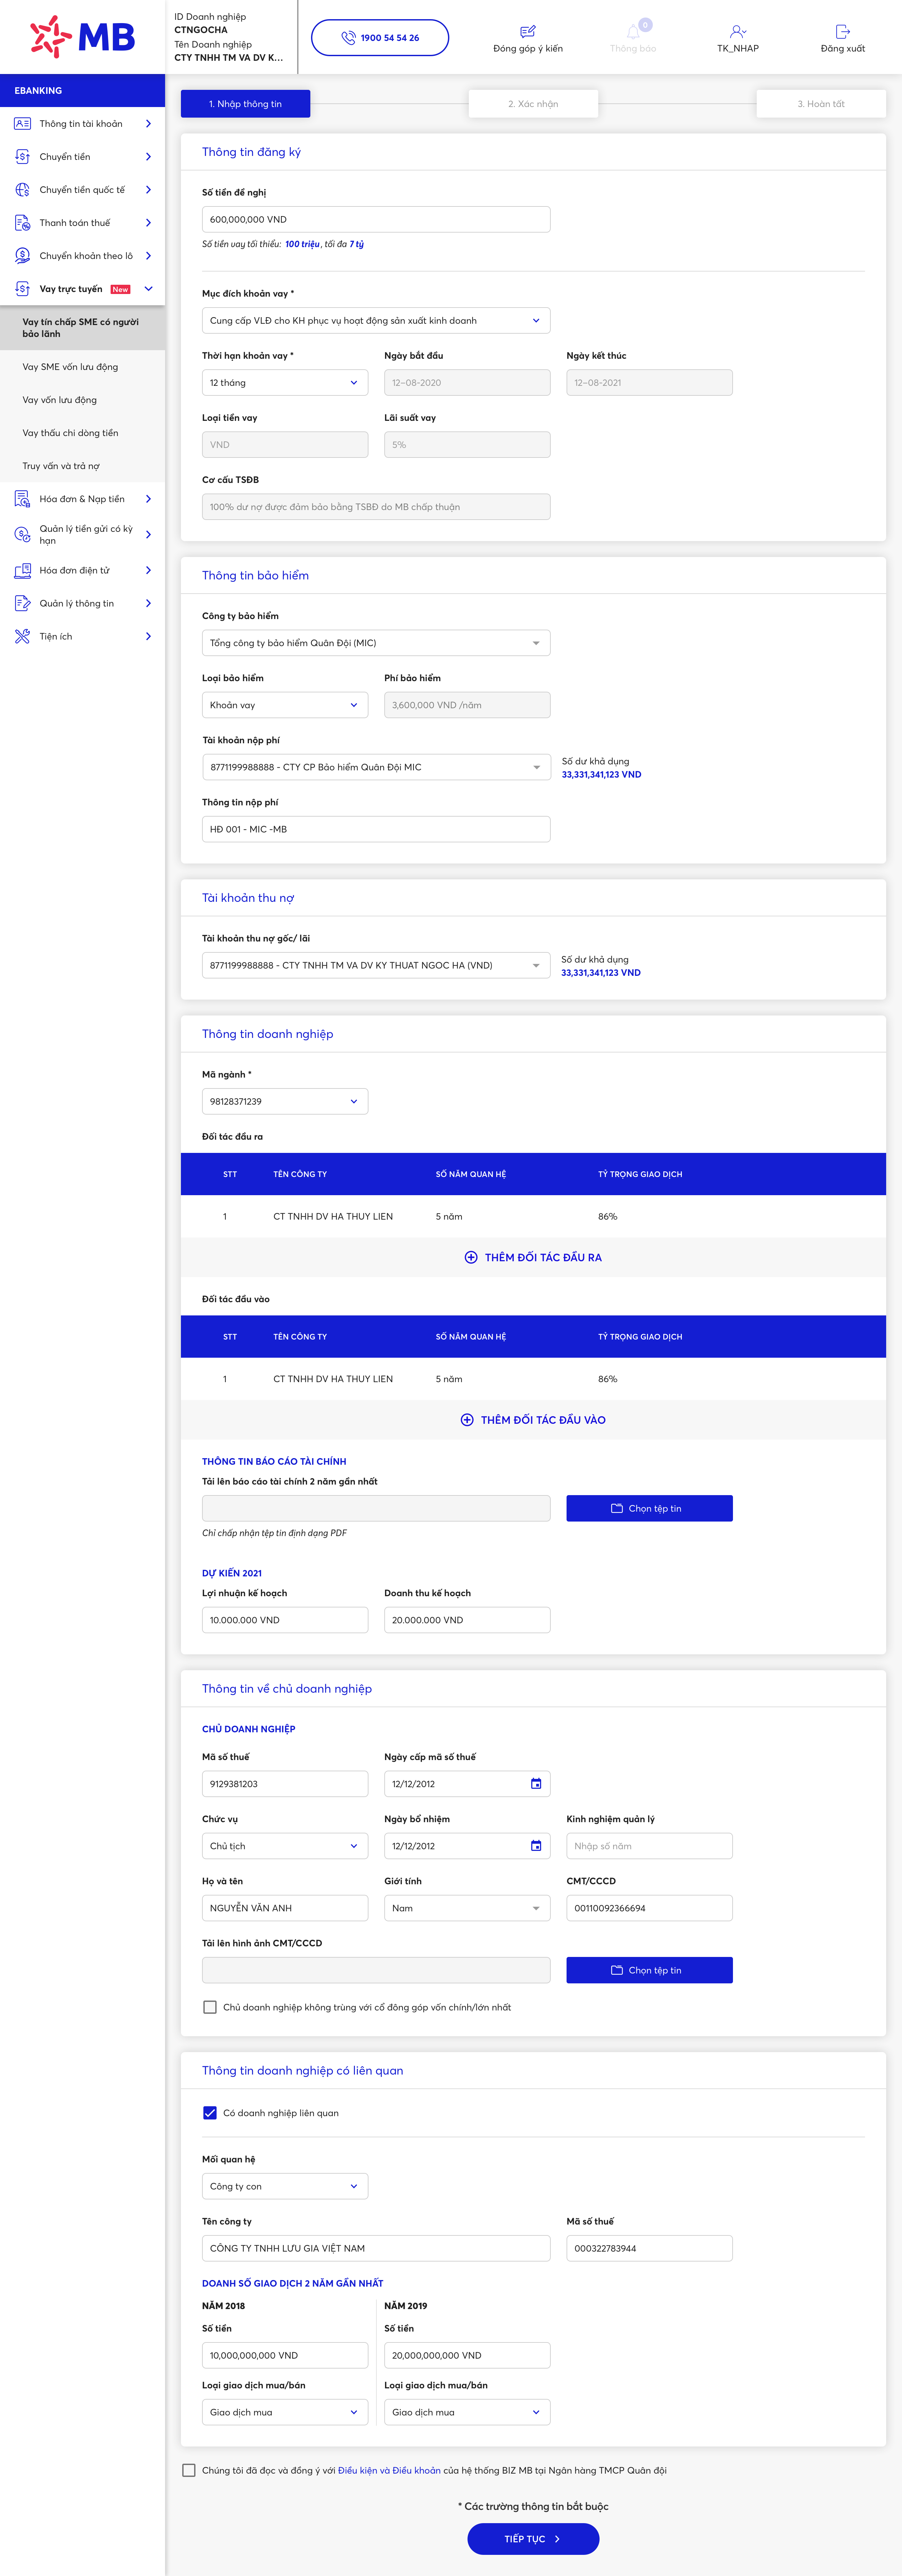 MB
ID Doanh nghiệp
CTNGOCHA
Tên Doanh nghiệp
CTY TNHH TM VA DV K...
1900 54 54 26
Đóng góp ý kiến
0
Thông báo
TK_NHAP
Đăng xuất
EBANKING
Thông tin tài khoản
Chuyển tiền
Chuyển tiền quốc tế
Thanh toán thuế
Chuyển khoản theo lô
Vay trực tuyến New
Vay tín chấp SME có người
bảo lãnh
Vay SME vốn lưu động
Vay vốn lưu động
Vay thấu chi dòng tiền
Truy vấn và trả nợ
Hóa đơn & Nạp tiền
Quản lý tiền gửi có kỳ
hạn
Hóa đơn điện tử
Quản lý thông tin
Tiện ích
1. Nhập thông tin
2. Xác nhận
3. Hoàn tất
Thông tin đăng ký
Số tiền đề nghị
600,000,000 VND
Số tiền vay tối thiểu: 100 triệu, tối đa 7 tỷ
Mục đích khoản vay *
Cung cấp VLĐ cho KH phục vụ hoạt động sản xuất kinh doanh
Thời hạn khoản vay *
Ngày bắt đầu
Ngày kết thúc
12 tháng
12-08-2020
12-08-2021
Loại tiền vay
Lãi suất vay
VND
5%
Cơ cấu TSĐB
100% dư nợ được đảm bảo bằng TSBĐ do MB chấp thuận
Thông tin bảo hiểm
Công ty bảo hiểm
Tổng công ty bảo hiểm Quân Đội (MIC)
Loại bảo hiểm
Phí bảo hiểm
Khoản vay
3,600,000 VND /năm
Tài khoản nộp phí
8771199988888 - CTY CP Bảo hiểm Quân Đội MIC
Số dư khả dụng
33,331,341,123 VND
Thông tin nộp phí
HĐ 001 - MIC -MB
Tài khoản thu nợ
Tài khoản thu nợ gốc/ lãi
8771199988888 - CTY TNHH TM VA DV KY THUAT NGOC HA (VND)
Số dư khả dụng
33,331,341,123 VND
Thông tin doanh nghiệp
Mã ngành *
98128371239
Đối tác đầu ra
STT TÊN CÔNG TY SỐ NĂM QUAN HỆ TỶ TRỌNG GIAO DỊCH
1 CT TNHH DV HA THUY LIEN 5 năm 86%
THÊM ĐỐI TÁC ĐẦU RA
Đối tác đầu vào
STT TÊN CÔNG TY SỐ NĂM QUAN HỆ TỶ TRỌNG GIAO DỊCH
1 CT TNHH DV HA THUY LIEN 5 năm 86%
THÊM ĐỐI TÁC ĐẦU VÀO
THÔNG TIN BÁO CÁO TÀI CHÍNH
Tải lên báo cáo tài chính 2 năm gần nhất
Chọn tệp tin
Chỉ chấp nhận tệp tin định dạng PDF
DỰ KIẾN 2021
Lợi nhuận kế hoạch
Doanh thu kế hoạch
10.000.000 VND
20.000.000 VND
Thông tin về chủ doanh nghiệp
CHỦ DOANH NGHIỆP
Mã số thuế
Ngày cấp mã số thuế
9129381203
12/12/2012
Chức vụ
Ngày bổ nhiệm
Kinh nghiệm quản lý
Chủ tịch
12/12/2012
Nhập số năm
Họ và tên
Giới tính
CMT/CCCD
NGUYỄN VĂN ANH
Nam
00110092366694
Tải lên hình ảnh CMT/CCCD
Chọn tệp tin
Chủ doanh nghiệp không trùng với cổ đông góp vốn chính/lớn nhất
Thông tin doanh nghiệp có liên quan
Có doanh nghiệp liên quan
Mối quan hệ
Công ty con
Tên công ty
Mã số thuế
CÔNG TY TNHH LƯU GIA VIỆT NAM
000322783944
DOANH SỐ GIAO DỊCH 2 NĂM GẦN NHẤT
NĂM 2018
NĂM 2019
Số tiền
Số tiền
10,000,000,000 VND
20,000,000,000 VND
Loại giao dịch mua/bán
Loại giao dịch mua/bán
Giao dịch mua
Giao dịch mua
Chúng tôi đã đọc và đồng ý với Điều kiện và Điều khoản của hệ thống BIZ MB tại Ngân hàng TMCP Quân đội
* Các trường thông tin bắt buộc
TIẾP TỤC